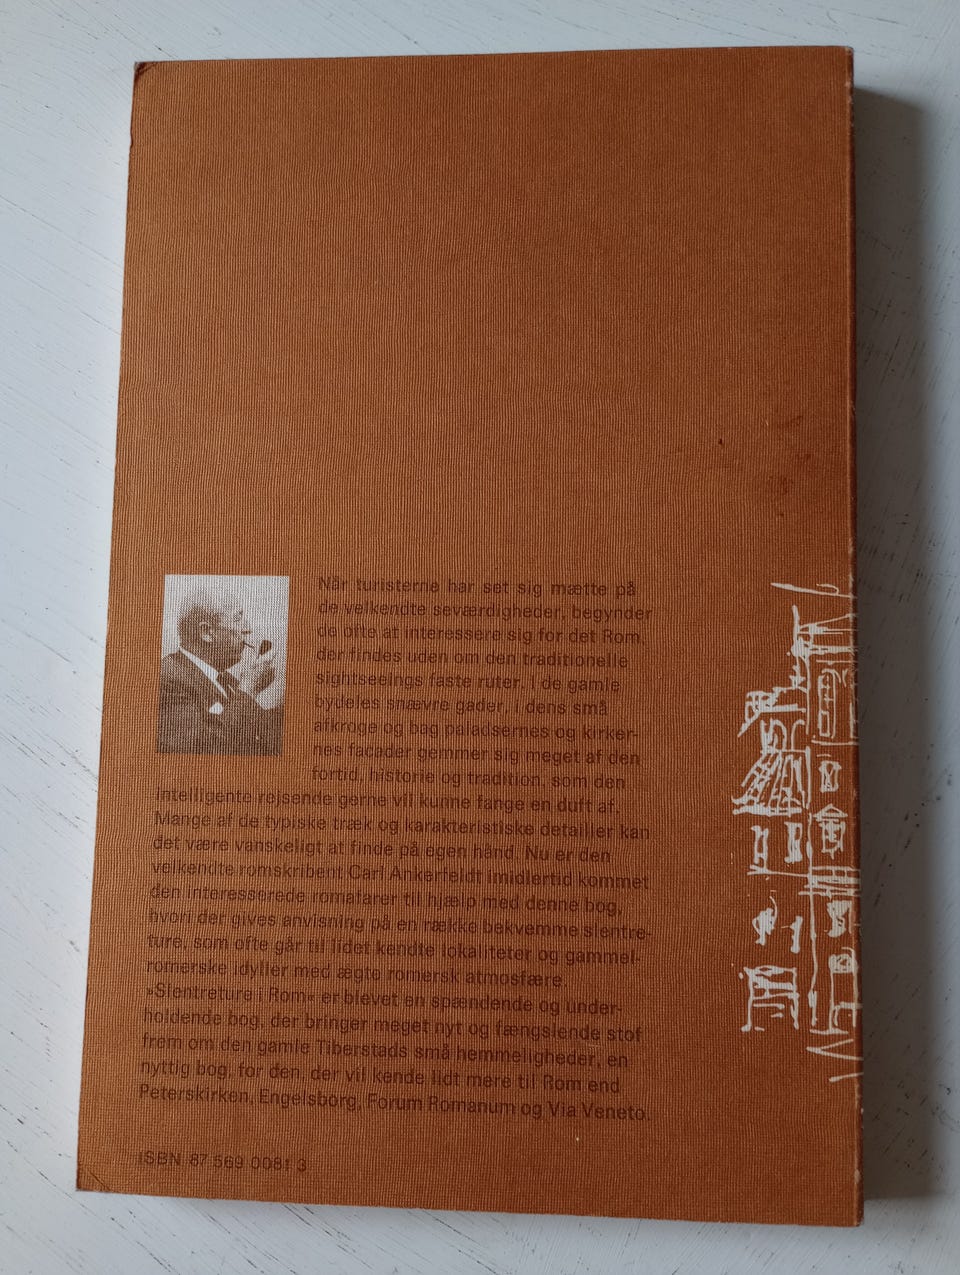 Når turisterne har set sig mætte på
de velkendte seværdigheder, begynder
de ofte at interessere sig for det Rom,
der findes uden om den traditionelle
sightseeings faste ruter. I de gamle
bydeles snævre gader, i dens små
afkroge og bag paladsernes og kirker-
nes facader gemmer sig meget af den
fortid, historie og tradition, som den
intelligente rejsende gerne vil kunne fange en duft af.
Mange af de typiske træk og karakteristiske detailler kan
det være vanskeligt at finde på egen hånd. Nu er den
velkendte romskribent Carl Ankerfeldt imidlertid kommet
den interesserede romafarer til hjælp med denne bog,
hvori der gives anvisning på en række bekvemme slentre-
ture, som ofte går til lidet kendte lokaliteter og gammel-
romerske idyller med ægte romersk atmosfære.
»Slentreture i Rom« er blevet en spændende og under-
holdende bog, der bringer meget nyt og fængslende stof
frem om den gamle Tiberstads små hemmeligheder, en
nyttig bog, for den, der vil kende lidt mere til Rom end
Peterskirken, Engelsborg, Forum Romanum og Via Veneto.
ISBN 87 569 0081 3